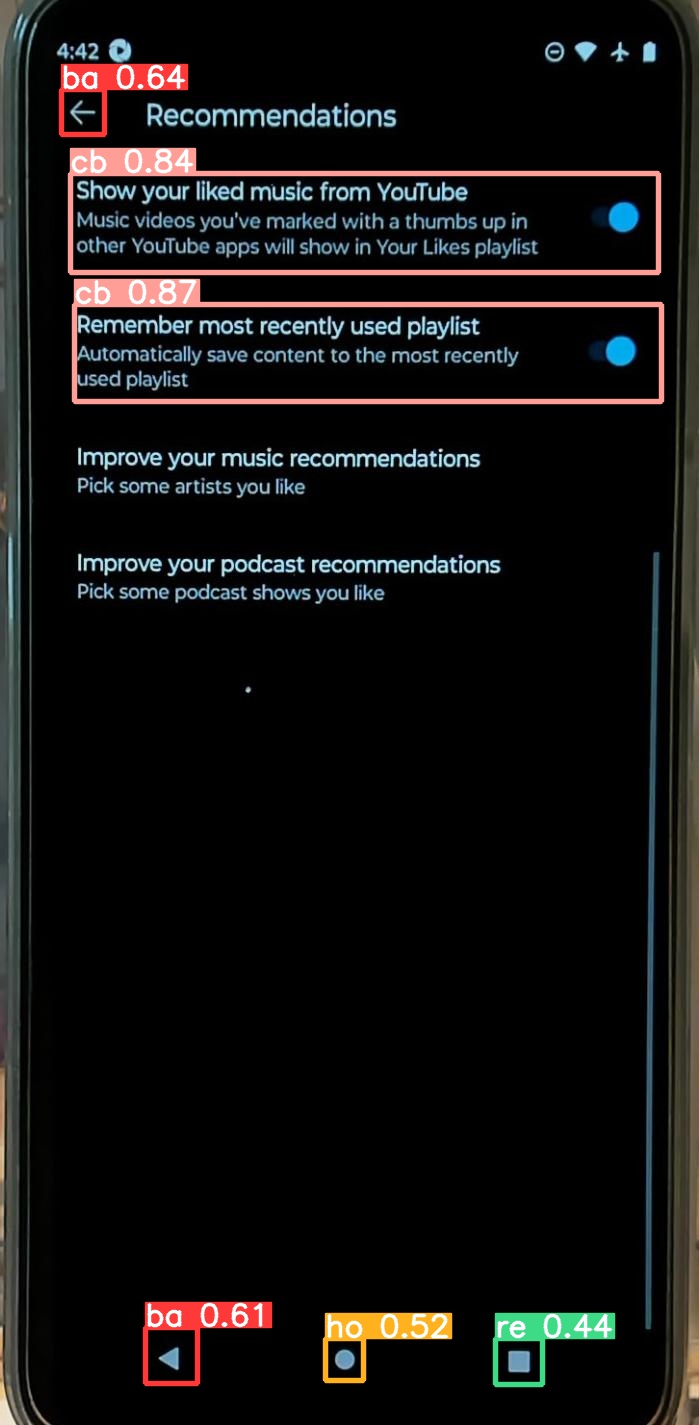 4:42
ba 0.64
Recommendations
cb 0.84
Show your liked music from YouTube
Music videos you've marked with a thumbs up in
other YouTube apps will show in Your Likes playlist
cb 0.87
Remember most recently used playlist
Automatically save content to the most recently
used playlist
Improve your music recommendations
Pick some artists you like
Improve your podcast recommendations
Pick some podcast shows you like
ba 0.61
ho 0.52
re 0.44